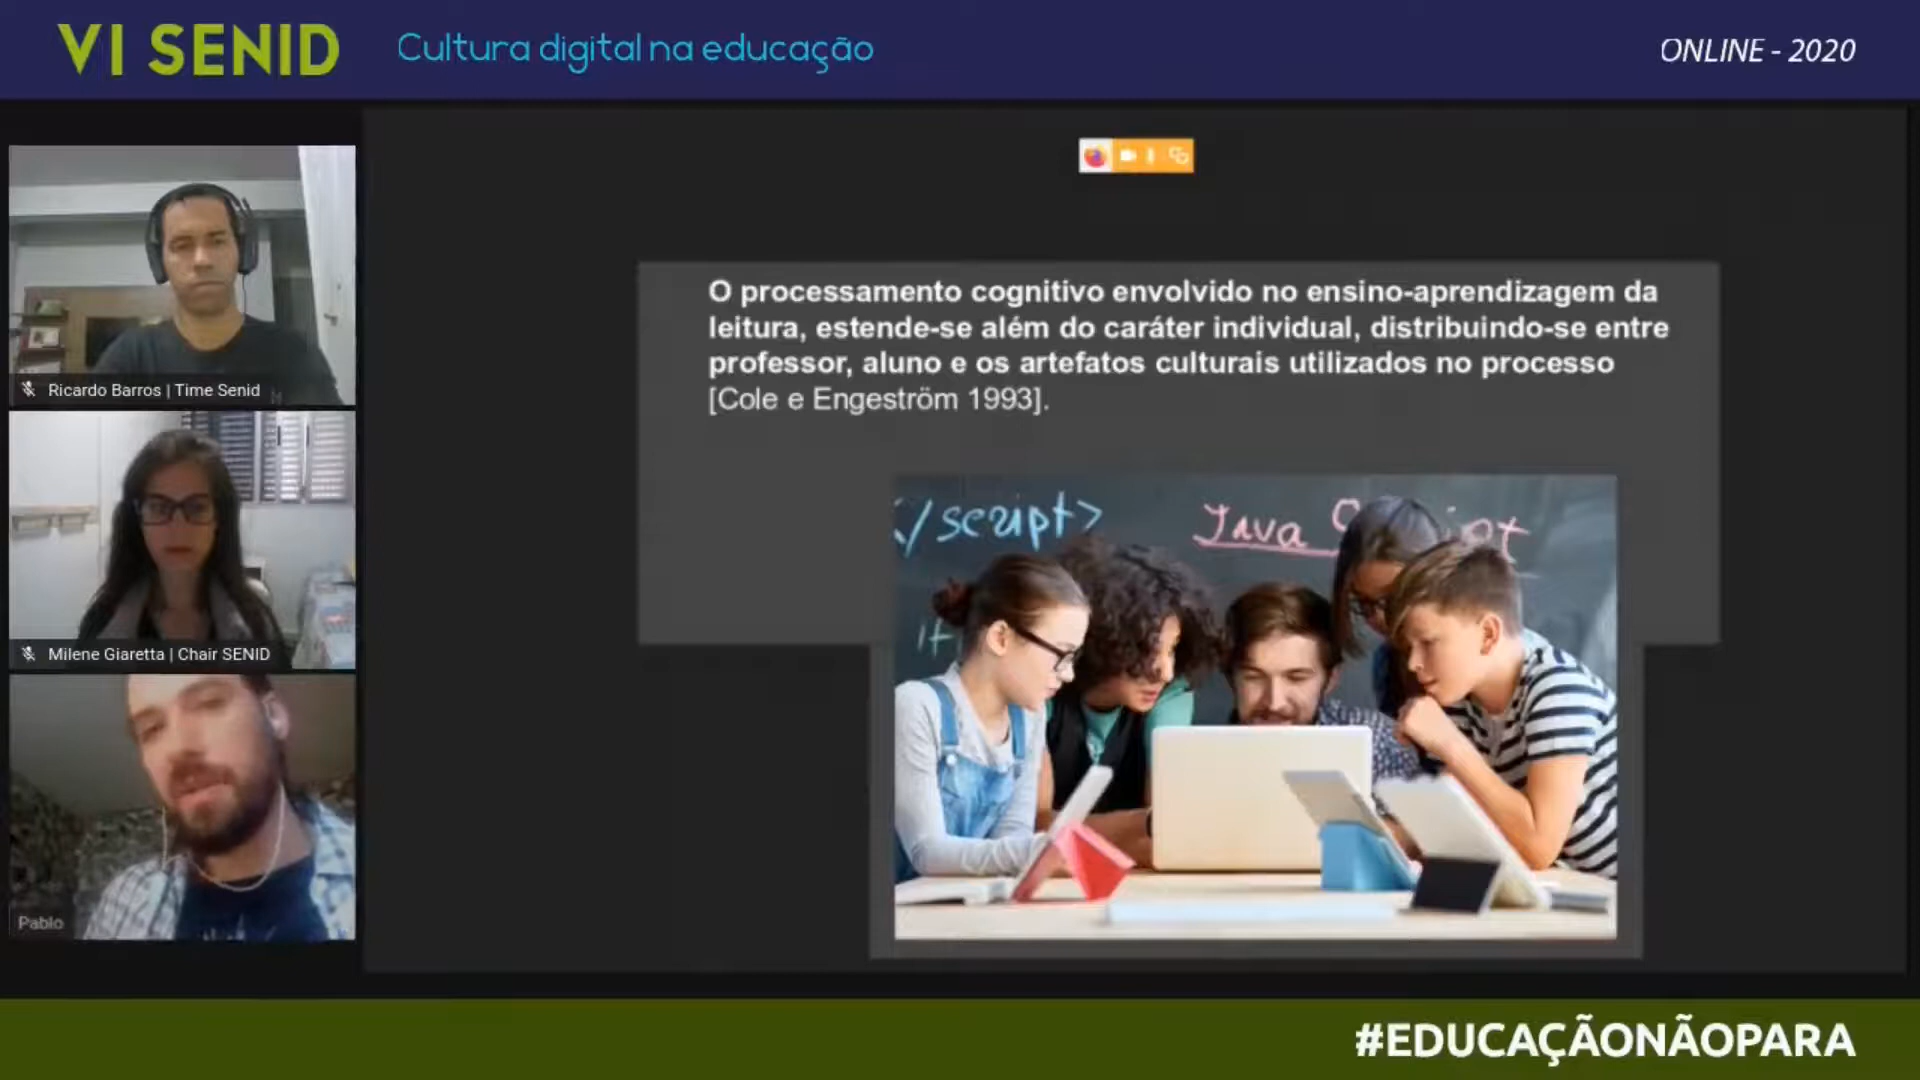 VI SENID
Cultura digital na educação
ONLINE - 2020
O processamento cognitivo envolvido no ensino-aprendizagem da
leitura, estende-se além do caráter individual, distribuindo-se entre
professor, aluno e os artefatos culturais utilizados no processo
[Cole e Engeström 1993].
</script>
Java
if
Ricardo Barros | Time Senid
Milene Giaretta | Chair SENID
Pablo
#EDUCAÇÃONÃOPARA